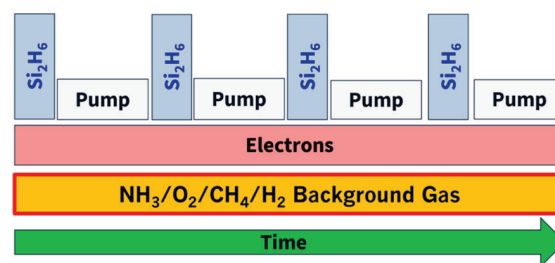 Si₂H₆
Pump
Si₂H₆
Pump
Si₂H₆
Pump
Si₂H₆
Pump
Electrons
NH₃/O₂/CH₄/H₂ Background Gas
Time